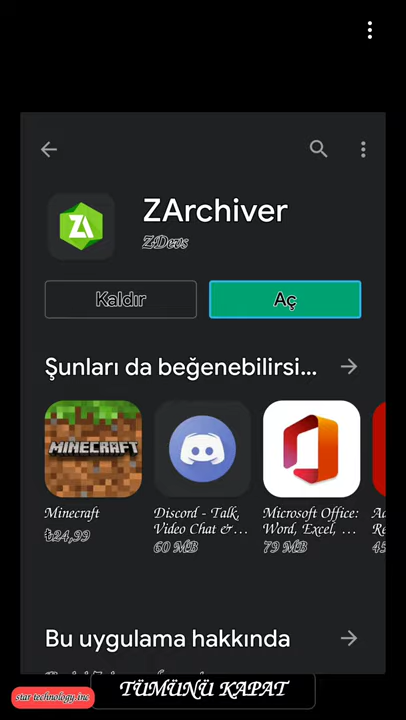 ZArchiver
ZDevs
Kaldır
Aç
Şunları da beğenebilirsi...
MINECRAFT
Minecraft
₺24,99
Discord - Talk,
Video Chat & ...
60 MB
Microsoft Office:
Word, Excel, ...
79 MB
Bu uygulama hakkında
TÜMÜNÜ KAPAT
star technology.inc